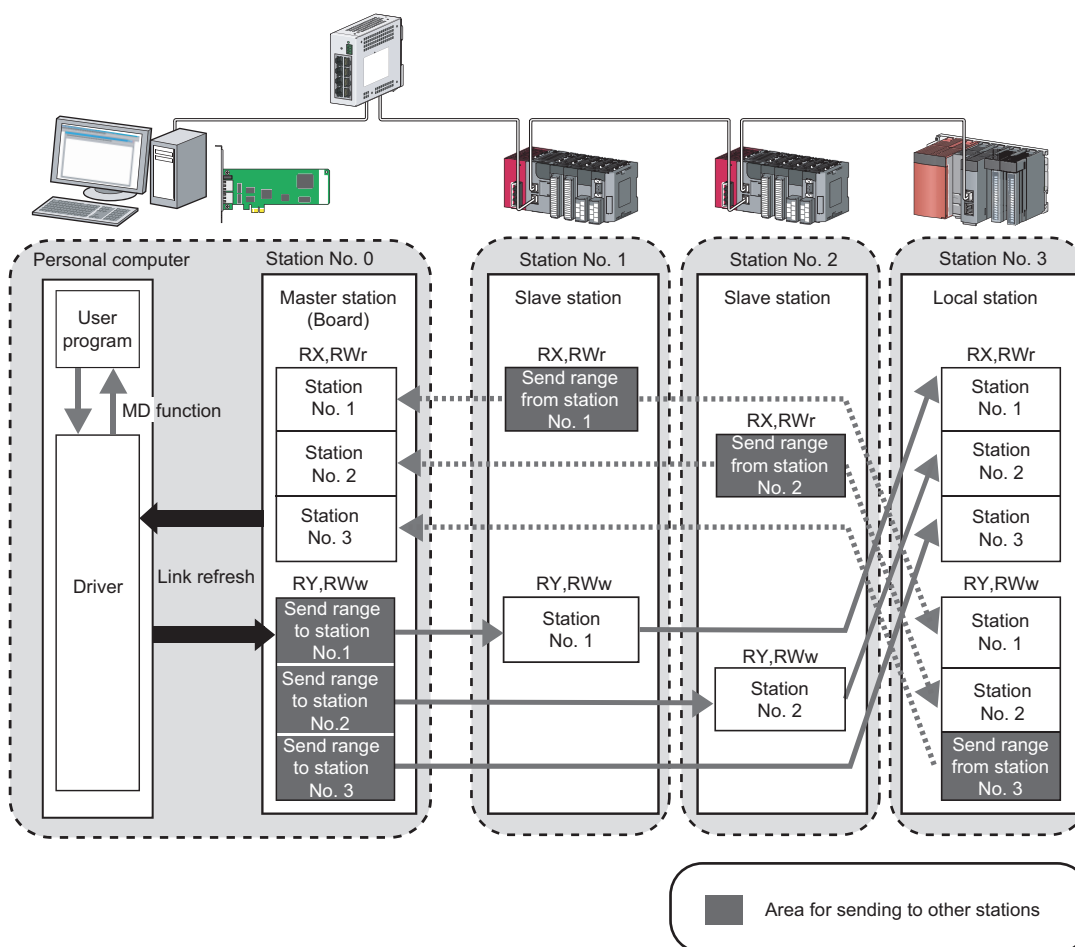 Personal computer
User
program
MD function
Driver
Link refresh
Station No. 0
Master station
(Board)
RX,RWr
Station
No. 1
Station
No. 2
Station
No. 3
RY,RWw
Send range
to station
No.1
Send range
to station
No.2
Send range
to station
No. 3
Station No. 1
Slave station
RX,RWr
Send range
from station
No. 1
RY,RWw
Station
No. 1
Station No. 2
Slave station
RX,RWr
Send range
from station
No. 2
RY,RWw
Station
No. 2
Station No. 3
Local station
RX,RWr
Station
No. 1
Station
No. 2
Station
No. 3
RY,RWw
Station
No. 1
Station
No. 2
Send range
from station
No. 3
Area for sending to other stations